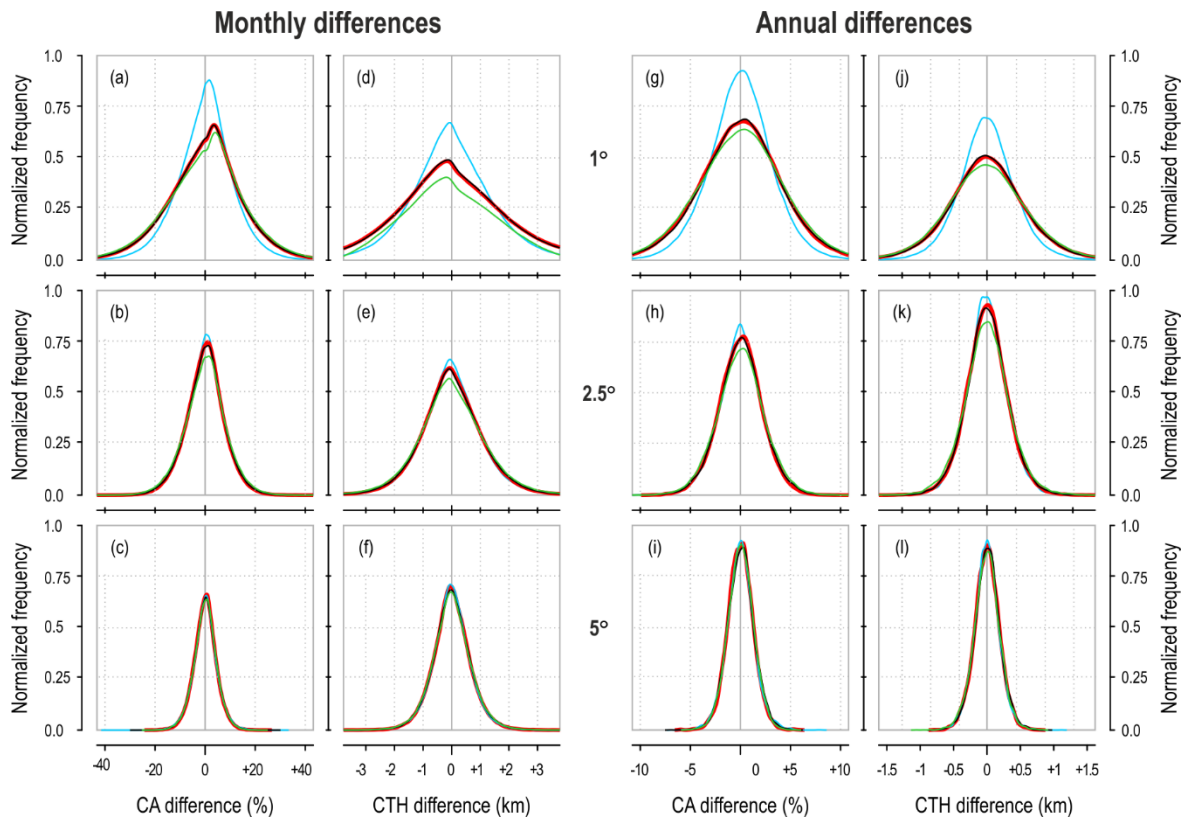 Monthly differences Annual differences
1.0 1.0
(a) (d) (g) (j)
0.75 0.75
Normalized frequency 0.5 1º 0.5 Normalized frequency
0.25 0.25
0.0 0.0
1.0 1.0
(b) (e) (h) (k)
0.75 0.75
Normalized frequency 0.5 2.5º 0.5 Normalized frequency
0.25 0.25
0.0 0.0
1.0 1.0
(c) (f) (i) (l)
0.75 0.75
Normalized frequency 0.5 5º 0.5 Normalized frequency
0.25 0.25
0.0 0.0
-40 -20 0 +20 +40 -3 -2 -1 0 +1 +2 +3 -10 -5 0 +5 +10 -1.5 -1 -0.5 0 +0.5 +1 +1.5
CA difference (%) CTH difference (km) CA difference (%) CTH difference (km)